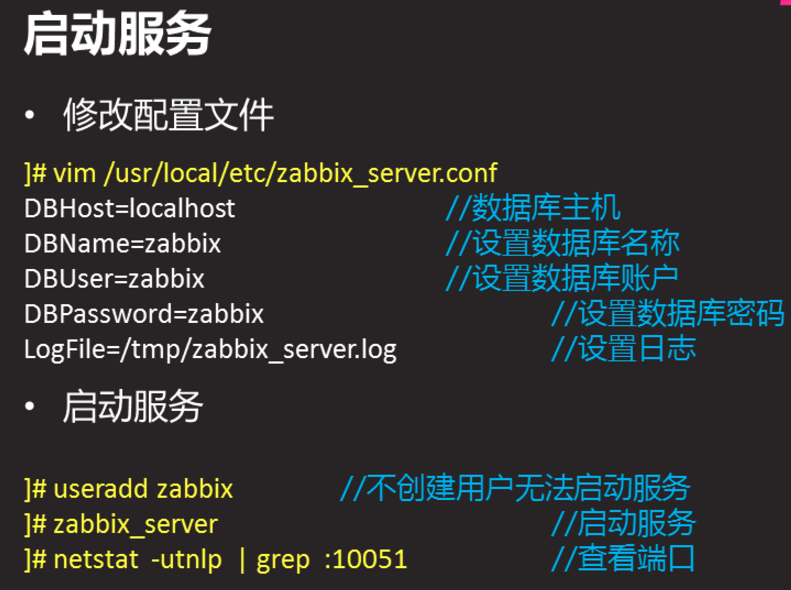 启动服务
• 修改配置文件
]# vim /usr/local/etc/zabbix_server.conf
DBHost=localhost //数据库主机
DBName=zabbix //设置数据库名称
DBUser=zabbix //设置数据库账户
DBPassword=zabbix //设置数据库密码
LogFile=/tmp/zabbix_server.log //设置日志
• 启动服务
]# useradd zabbix //不创建用户无法启动服务
]# zabbix_server //启动服务
]# netstat -utnlp | grep :10051 //查看端口